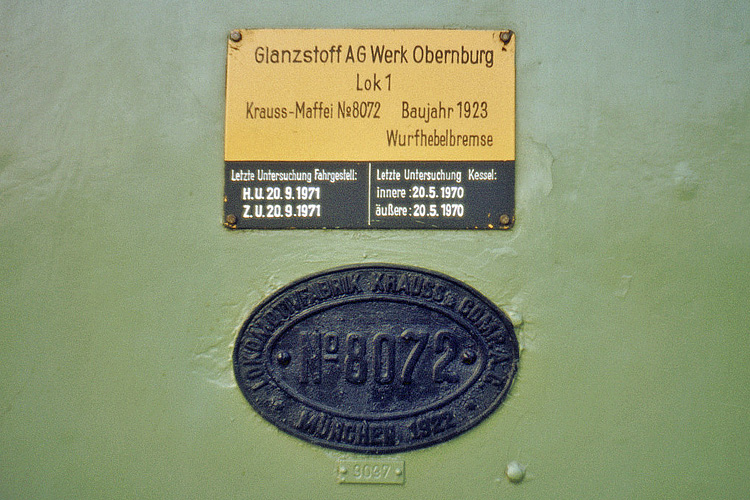 Glanzstoff AG Werk Obernburg
Lok 1
Krauss-Maffei №8072 Baujahr 1923
Wurfhebelbremse
Letzte Untersuchung Fahrgestell:
H.U. 20.9.1971
Z.U. 20.9.1971
Letzte Untersuchung Kessel:
innere: 20.5.1970
äußere: 20.5.1970
LOKOMOTIVFABRIK KRAUSS & COMP. A.G.
№8072
MÜNCHEN 1922
9037